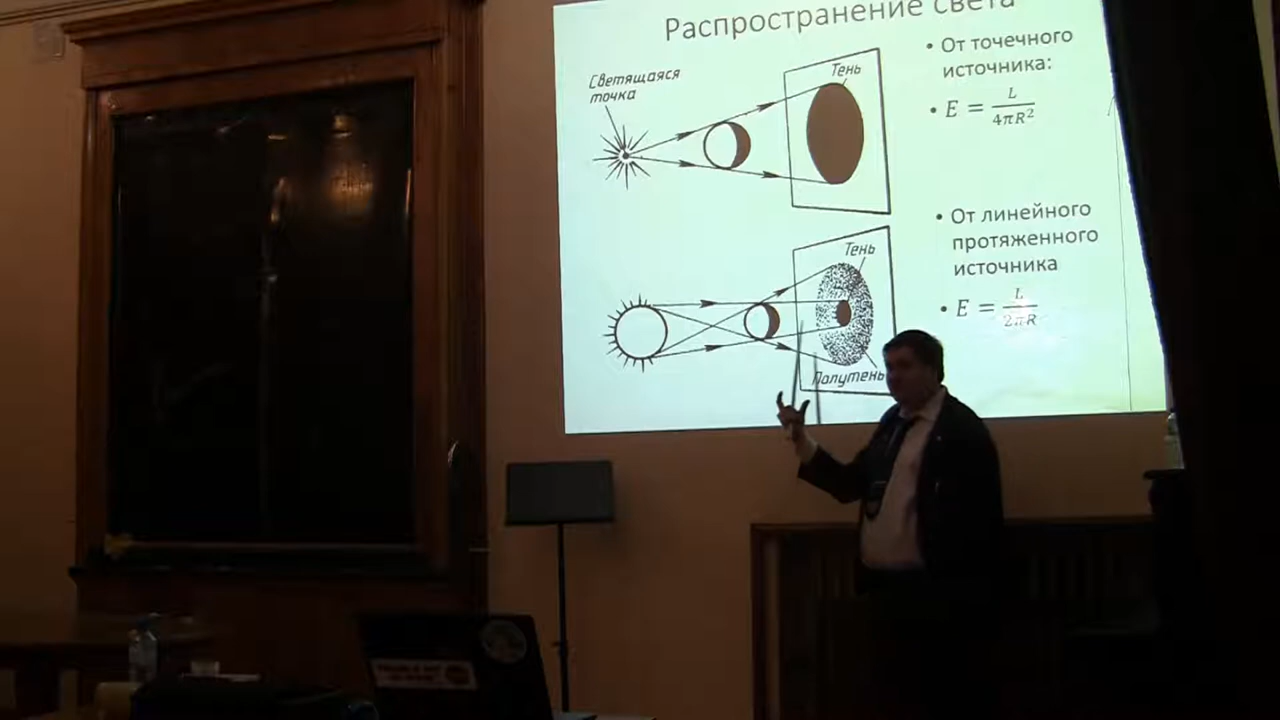 Распространение света
Светящаяся
точка
Тень
• От точечного
источника:
• E = L / 4πR²
Тень
Полутень
• От линейного
протяженного
источника
• E = L / 2πR